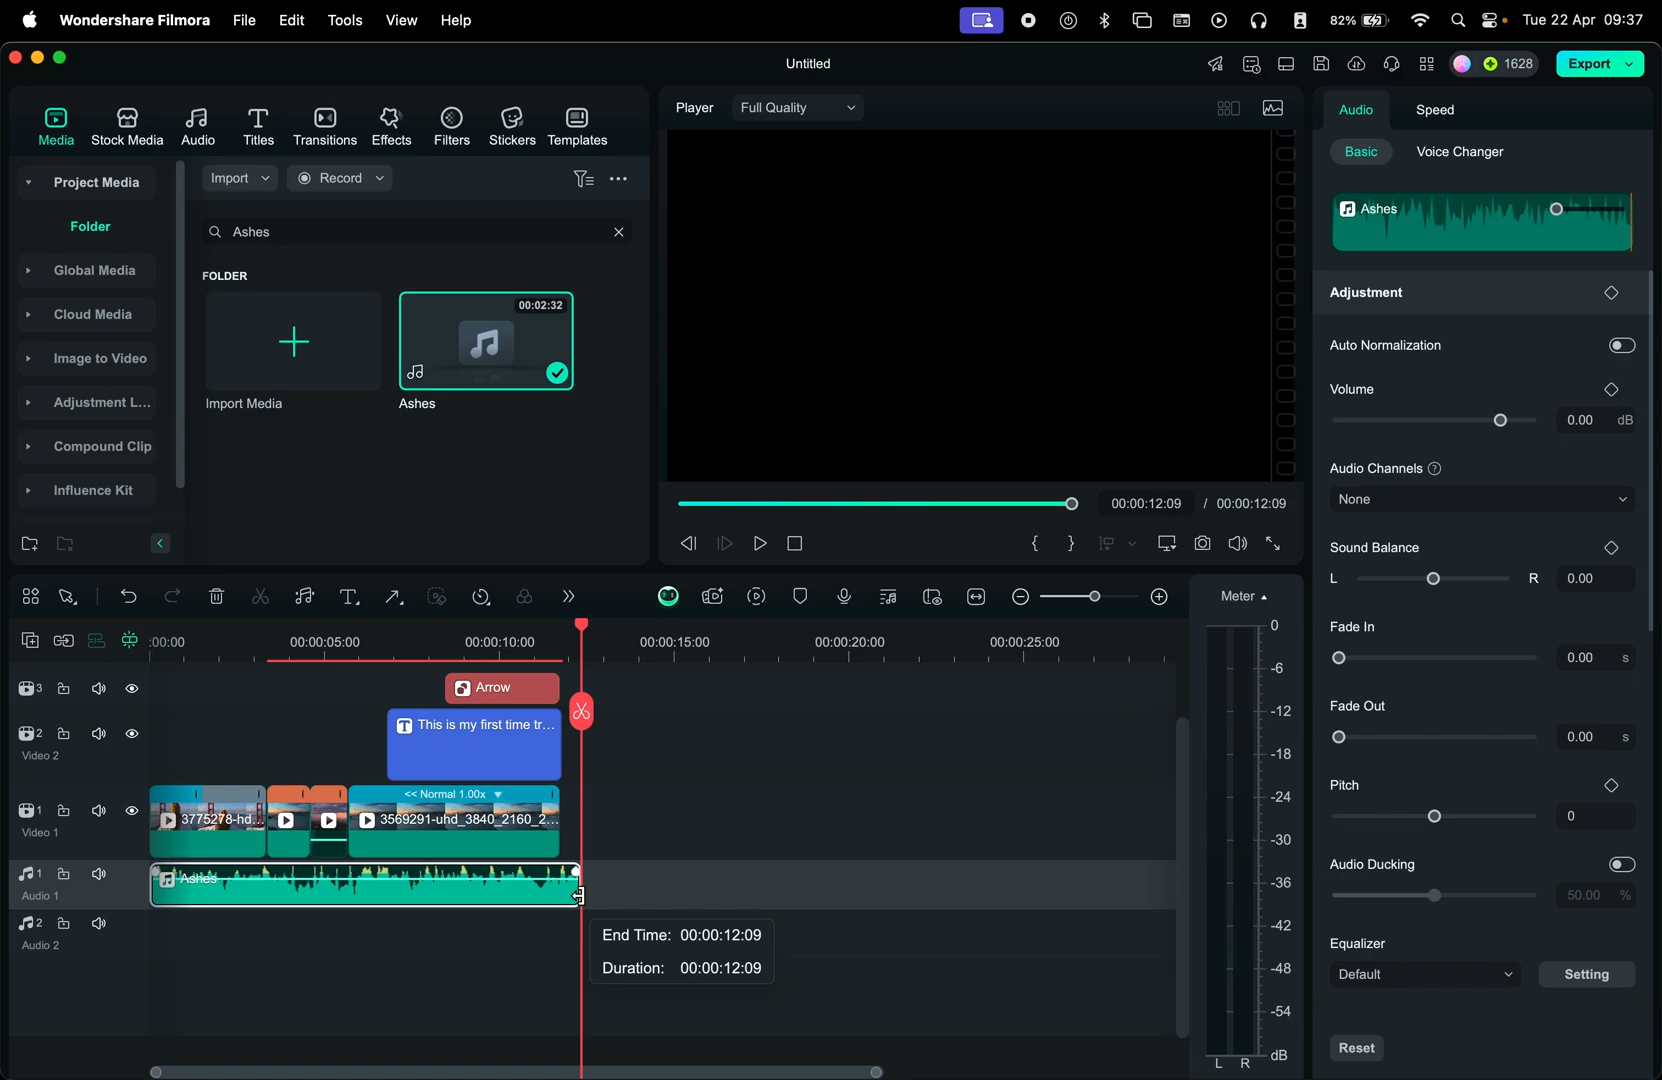 Wondershare Filmora File Edit Tools View Help 82% Tue 22 Apr 09:37
Untitled
1628 Export
Media Stock Media Audio Titles Transitions Effects Filters Stickers Templates
Project Media
Folder
Global Media
Cloud Media
Image to Video
Adjustment L...
Compound Clip
Influence Kit
Import Record
Ashes
FOLDER
Import Media
00:02:32
Ashes
Player Full Quality
00:00:12:09 / 00:00:12:09
Audio Speed
Basic Voice Changer
Ashes
Adjustment
Auto Normalization
Volume
0.00 dB
Audio Channels ?
None
Sound Balance
L R 0.00
Fade In
0.00 s
Fade Out
0.00 s
Pitch
0
Audio Ducking
50.00 %
Equalizer
Default Setting
Reset
:00:00 00:00:05:00 00:00:10:00 00:00:15:00 00:00:20:00 00:00:25:00
3
Arrow
2
Video 2
T This is my first time tr...
1
Video 1
3775278-hd...
<< Normal 1.00x
3569291-uhd_3840_2160_2...
1
Audio 1
Ashes
2
Audio 2
End Time: 00:00:12:09
Duration: 00:00:12:09
Meter
0
-6
-12
-18
-24
-30
-36
-42
-48
-54
dB
L R